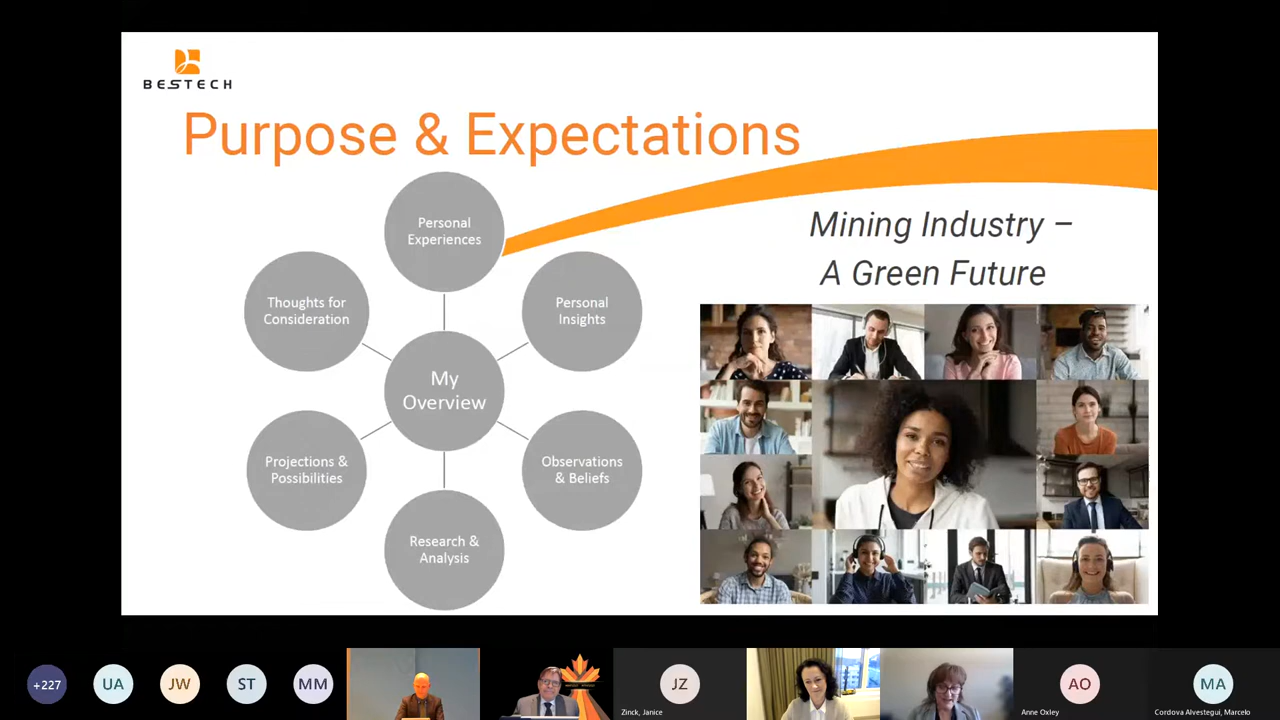 BESTECH
Purpose & Expectations
Personal
Experiences
Thoughts for
Consideration
Personal
Insights
My
Overview
Projections &
Possibilities
Observations
& Beliefs
Research &
Analysis
Mining Industry –
A Green Future
+227
UA
JW
ST
MM
JZ
Zinck, Janice
AO
Anne Oxley
MA
Cordova Alvestegui, Marcelo